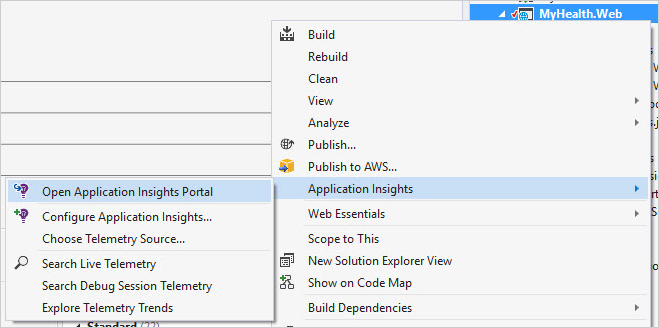 MyHealth.Web
Build
Rebuild
Clean
View
Analyze
Publish...
Publish to AWS...
Application Insights
Web Essentials
Scope to This
New Solution Explorer View
Show on Code Map
Build Dependencies
Open Application Insights Portal
Configure Application Insights...
Choose Telemetry Source...
Search Live Telemetry
Search Debug Session Telemetry
Explore Telemetry Trends
Standard (22)